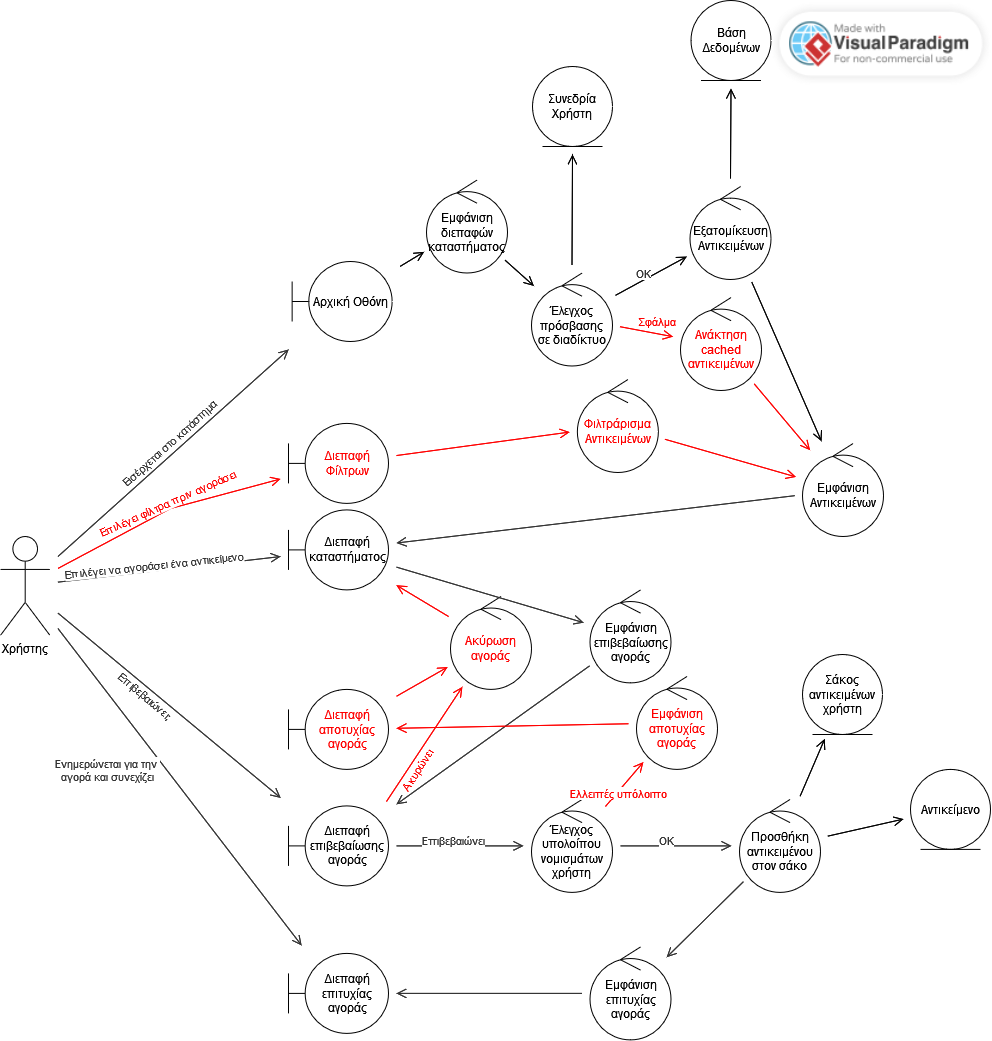 Βάση
Δεδομένων
Made with
Visual Paradigm
For non-commercial use
Συνεδρία
Χρήστη
Εμφάνιση
διεπαφών
καταστήματος
Εξατομίκευση
Αντικειμένων
ΟΚ
Αρχική Οθόνη
Έλεγχος
πρόσβασης
σε διαδίκτυο
Σφάλμα
Ανάκτηση
cached
αντικειμένων
Εισέρχεται στο κατάστημα
Φιλτράρισμα
Αντικειμένων
Διεπαφή
Φίλτρων
Επιλέγει φίλτρα πριν αγοράσει
Εμφάνιση
Αντικειμένων
Διεπαφή
καταστήματος
Επιλέγει να αγοράσει ένα αντικείμενο
Χρήστης
Ακύρωση
αγοράς
Εμφάνιση
επιβεβαίωσης
αγοράς
Επιβεβαιώνει
Σάκος
αντικειμένων
χρήστη
Διεπαφή
αποτυχίας
αγοράς
Εμφάνιση
αποτυχίας
αγοράς
Ενημερώνεται για την
αγορά και συνεχίζει
Ακυρώνει
Ελλειπές υπόλοιπο
Αντικείμενο
Διεπαφή
επιβεβαίωσης
αγοράς
Επιβεβαιώνει
Έλεγχος
υπολοίπου
νομισμάτων
χρήστη
ΟΚ
Προσθήκη
αντικειμένου
στον σάκο
Διεπαφή
επιτυχίας
αγοράς
Εμφάνιση
επιτυχίας
αγοράς